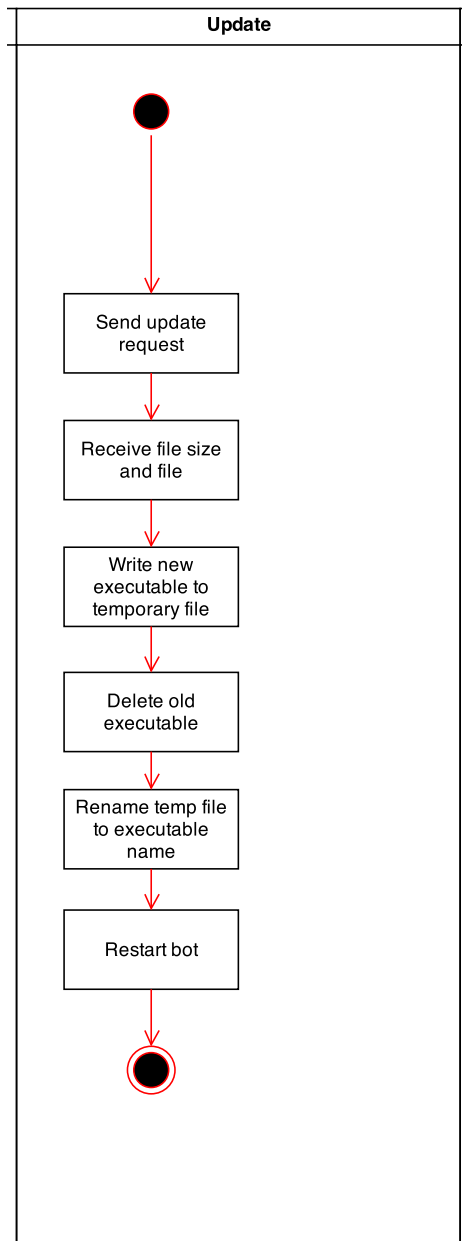 Update
Send update
request
Receive file size
and file
Write new
executable to
temporary file
Delete old
executable
Rename temp file
to executable
name
Restart bot